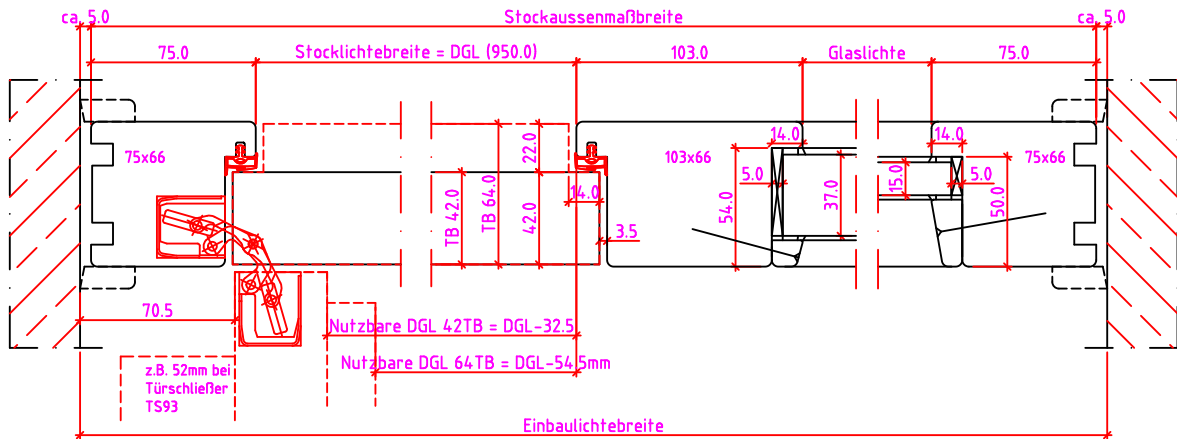 ca. 5.0
Stockaussenmaßbreite
ca. 5.0
75.0
Stocklichtebreite = DGL (950.0)
103.0
Glaslichte
75.0
75x66
22.0
14.0
103x66
14.0
75x66
TB 42.0
TB 64.0
42.0
14.0
3.5
54.0
5.0
37.0
15.0
5.0
50.0
70.5
Nutzbare DGL 42TB = DGL-32.5
Nutzbare DGL 64TB = DGL-54,5mm
z.B. 52mm bei
Türschließer
TS93
Einbaulichtebreite